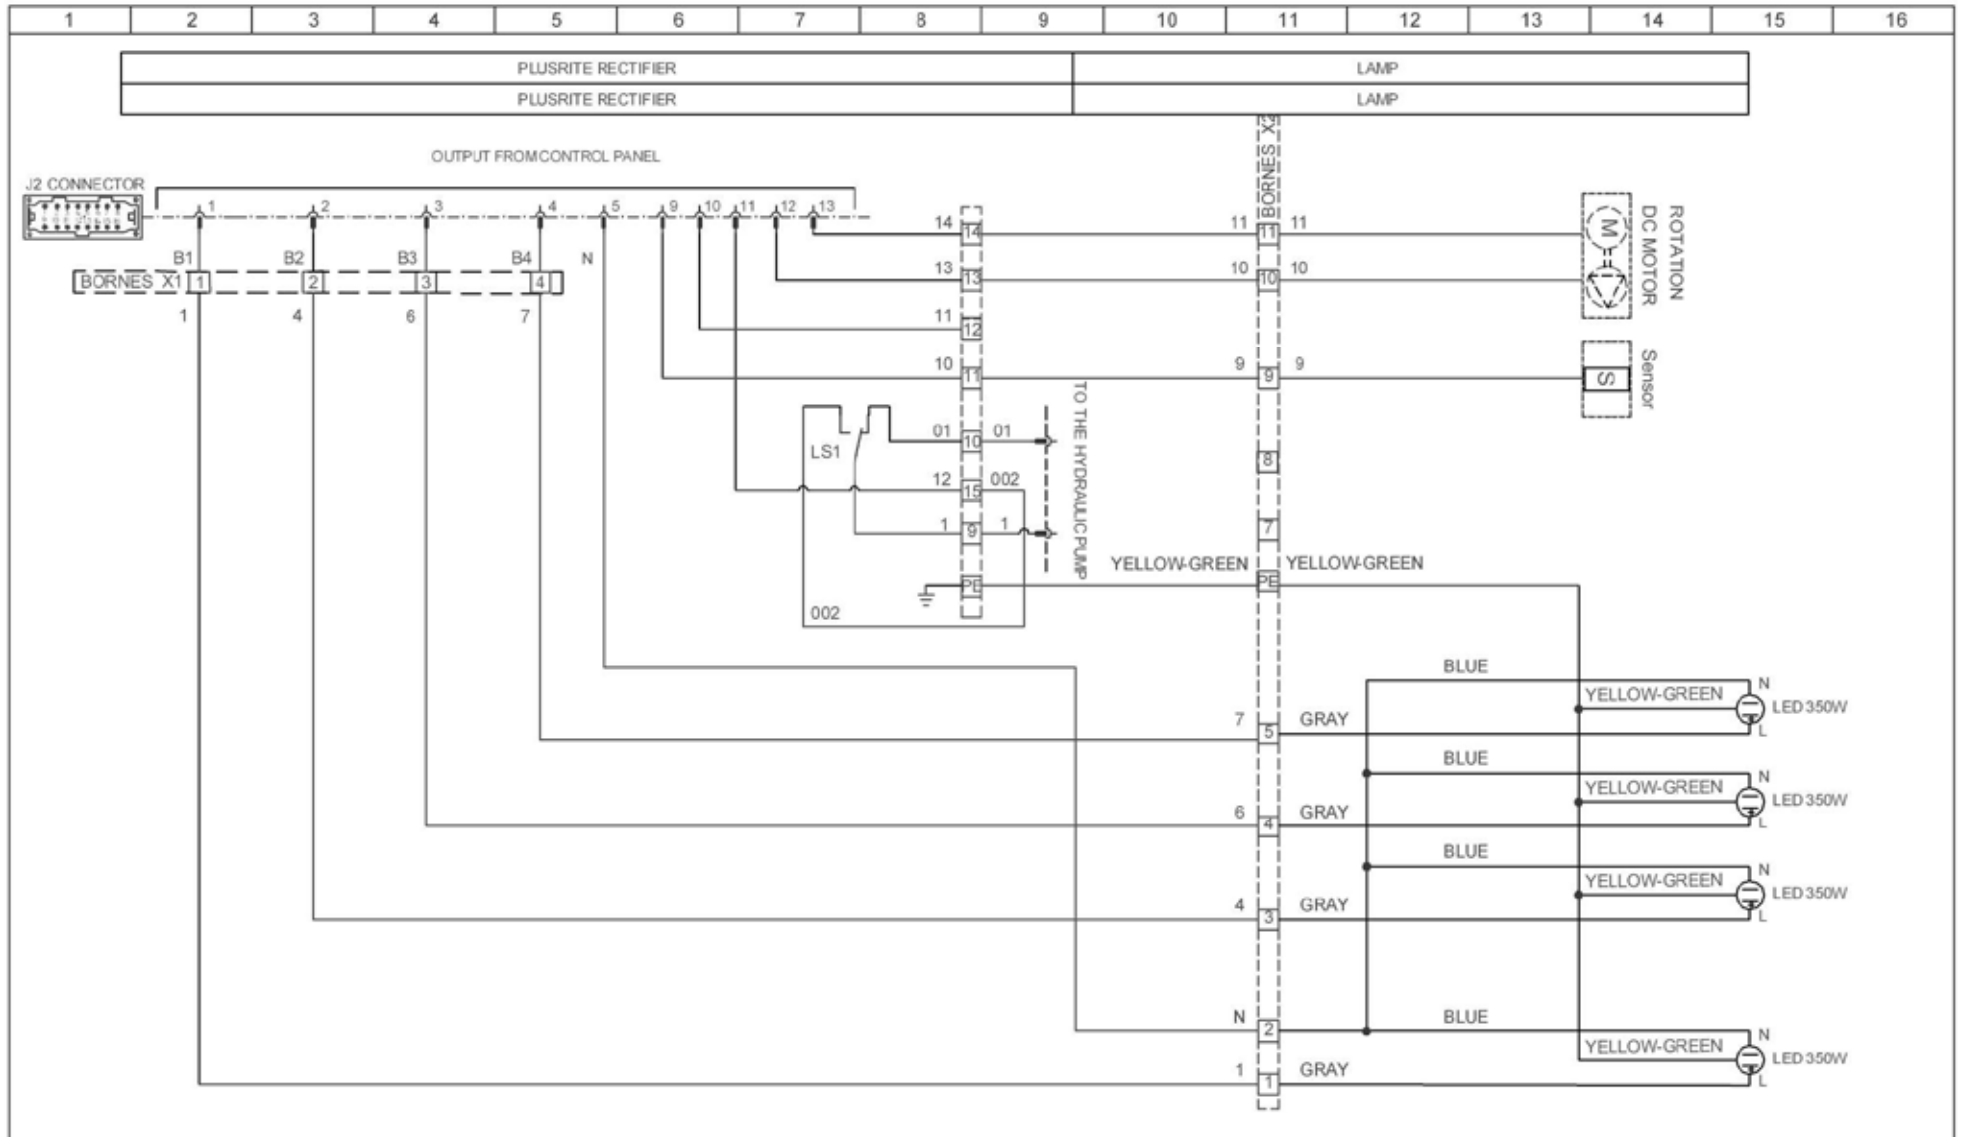 1 2 3 4 5 6 7 8 9 10 11 12 13 14 15 16
PLUSRITE RECTIFIER LAMP
PLUSRITE RECTIFIER LAMP
BORNES X2
OUTPUT FROM CONTROL PANEL
J2 CONNECTOR
1 2 3 4 5 9 10 11 12 13
14 14 11 11 11
M
ROTATION
DC MOTOR
B1 B2 B3 B4 N
13 13 10 10 10
BORNES X1 1 2 3 4
1 4 6 7
11 12
10 11 9 9 9
S
Sensor
TO THE HYDRAULIC PUMP
01 10 01
LS1
8
12 15 002
1 9 1
7
YELLOW-GREEN YELLOW-GREEN
PE PE
002
BLUE
N
YELLOW-GREEN
LED 350W
7 5 GRAY
L
BLUE
N
YELLOW-GREEN
LED 350W
6 4 GRAY
L
BLUE
N
YELLOW-GREEN
LED 350W
4 3 GRAY
L
N 2 BLUE
N
YELLOW-GREEN
LED 350W
1 1 GRAY
L